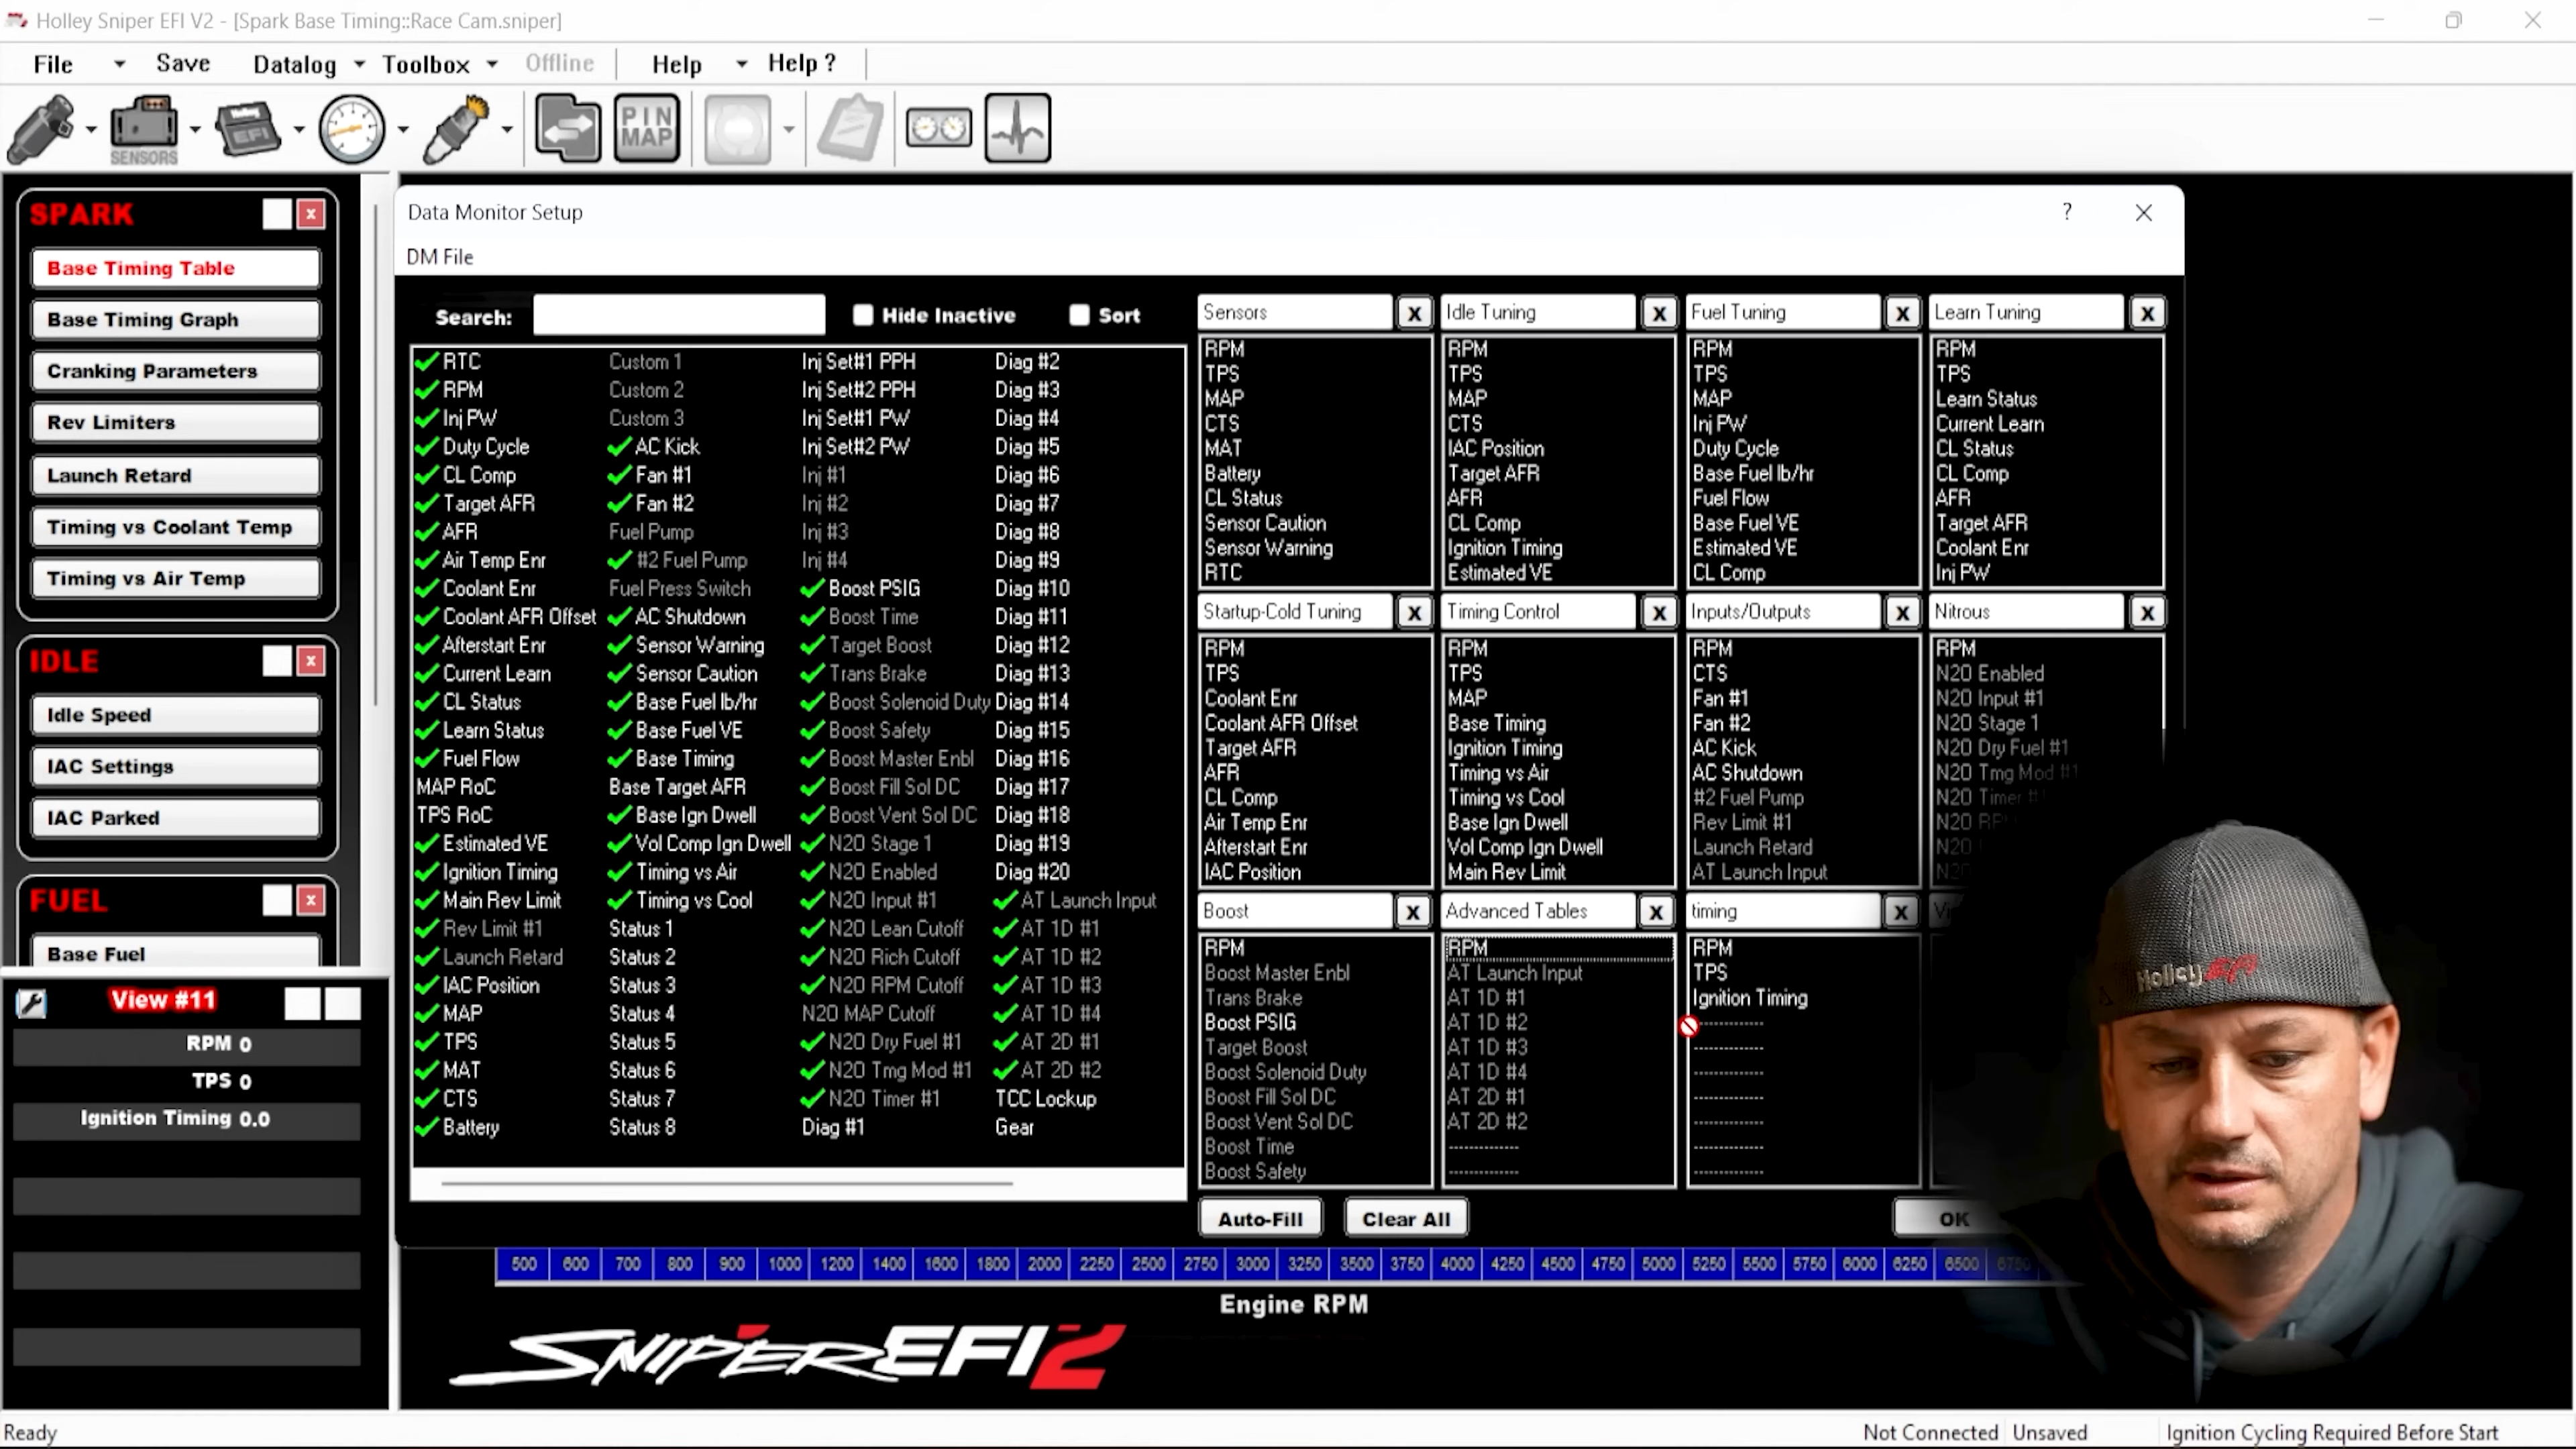 Holley Sniper EFI V2 - [Spark Base Timing::Race Cam.sniper]
File Save Datalog Toolbox Offline Help Help ?
SENSORS
EFI
PIN MAP
SPARK
Base Timing Table
Base Timing Graph
Cranking Parameters
Rev Limiters
Launch Retard
Timing vs Coolant Temp
Timing vs Air Temp
IDLE
Idle Speed
IAC Settings
IAC Parked
FUEL
Base Fuel
View #11
RPM 0
TPS 0
Ignition Timing 0.0
Data Monitor Setup
DM File
Search: Hide Inactive Sort
RTC Custom 1 Inj Set#1 PPH Diag #2
RPM Custom 2 Inj Set#2 PPH Diag #3
Inj PW Custom 3 Inj Set#1 PW Diag #4
Duty Cycle AC Kick Inj Set#2 PW Diag #5
CL Comp Fan #1 Inj #1 Diag #6
Target AFR Fan #2 Inj #2 Diag #7
AFR Fuel Pump Inj #3 Diag #8
Air Temp Enr #2 Fuel Pump Inj #4 Diag #9
Coolant Enr Fuel Press Switch Boost PSIG Diag #10
Coolant AFR Offset AC Shutdown Boost Time Diag #11
Afterstart Enr Sensor Warning Target Boost Diag #12
Current Learn Sensor Caution Trans Brake Diag #13
CL Status Base Fuel lb/hr Boost Solenoid Duty Diag #14
Learn Status Base Fuel VE Boost Safety Diag #15
Fuel Flow Base Timing Boost Master Enbl Diag #16
MAP RoC Base Target AFR Boost Fill Sol DC Diag #17
TPS RoC Base Ign Dwell Boost Vent Sol DC Diag #18
Estimated VE Vol Comp Ign Dwell N20 Stage 1 Diag #19
Ignition Timing Timing vs Air N20 Enabled Diag #20
Main Rev Limit Timing vs Cool N20 Input #1 AT Launch Input
Rev Limit #1 Status 1 N20 Lean Cutoff AT 1D #1
Launch Retard Status 2 N20 Rich Cutoff AT 1D #2
IAC Position Status 3 N20 RPM Cutoff AT 1D #3
MAP Status 4 N20 MAP Cutoff AT 1D #4
TPS Status 5 N20 Dry Fuel #1 AT 2D #1
MAT Status 6 N20 Tmg Mod #1 AT 2D #2
CTS Status 7 N20 Timer #1 TCC Lockup
Battery Status 8 Diag #1 Gear
Sensors X
RPM
TPS
MAP
CTS
MAT
Battery
CL Status
Sensor Caution
Sensor Warning
RTC
Idle Tuning X
RPM
TPS
MAP
CTS
IAC Position
Target AFR
AFR
CL Comp
Ignition Timing
Estimated VE
Fuel Tuning X
RPM
TPS
MAP
Inj PW
Duty Cycle
Base Fuel lb/hr
Fuel Flow
Base Fuel VE
Estimated VE
CL Comp
Learn Tuning X
RPM
TPS
Learn Status
Current Learn
CL Status
CL Comp
AFR
Target AFR
Coolant Enr
Inj PW
Startup-Cold Tuning X
RPM
TPS
Coolant Enr
Coolant AFR Offset
Target AFR
AFR
CL Comp
Air Temp Enr
Afterstart Enr
IAC Position
Timing Control X
RPM
TPS
MAP
Base Timing
Ignition Timing
Timing vs Air
Timing vs Cool
Base Ign Dwell
Vol Comp Ign Dwell
Main Rev Limit
Inputs/Outputs X
RPM
CTS
Fan #1
Fan #2
AC Kick
AC Shutdown
#2 Fuel Pump
Rev Limit #1
Launch Retard
AT Launch Input
Nitrous X
RPM
N20 Enabled
N20 Input #1
N20 Stage 1
N20 Dry Fuel #1
N20 Tmg Mod #1
N20 Timer
N20
N20
Boost X
RPM
Boost Master Enbl
Trans Brake
Boost PSIG
Target Boost
Boost Solenoid Duty
Boost Fill Sol DC
Boost Vent Sol DC
Boost Time
Boost Safety
Advanced Tables X
RPM
AT Launch Input
AT 1D #1
AT 1D #2
AT 1D #3
AT 1D #4
AT 2D #1
AT 2D #2
------------
------------
timing X
RPM
TPS
Ignition Timing
------------
------------
------------
------------
------------
------------
------------
Auto-Fill Clear All OK
Holley EFI
500 600 700 800 900 1000 1200 1400 1600 1800 2000 2250 2500 2750 3000 3250 3500 3750 4000 4250 4500 4750 5000 5250 5500 5750 6000 6250 6500 6750
Engine RPM
SNIPER EFI 2
Ready Not Connected Unsaved Ignition Cycling Required Before Start